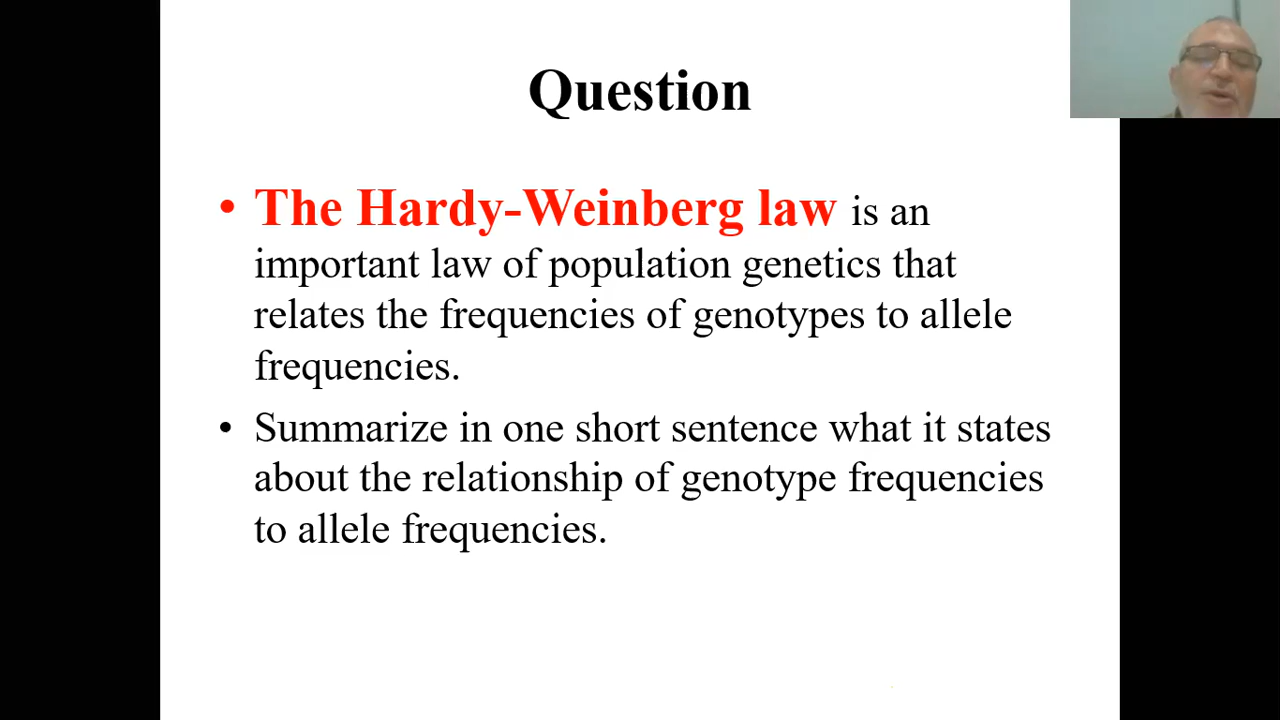 Question
• The Hardy-Weinberg law is an
important law of population genetics that
relates the frequencies of genotypes to allele
frequencies.
• Summarize in one short sentence what it states
about the relationship of genotype frequencies
to allele frequencies.